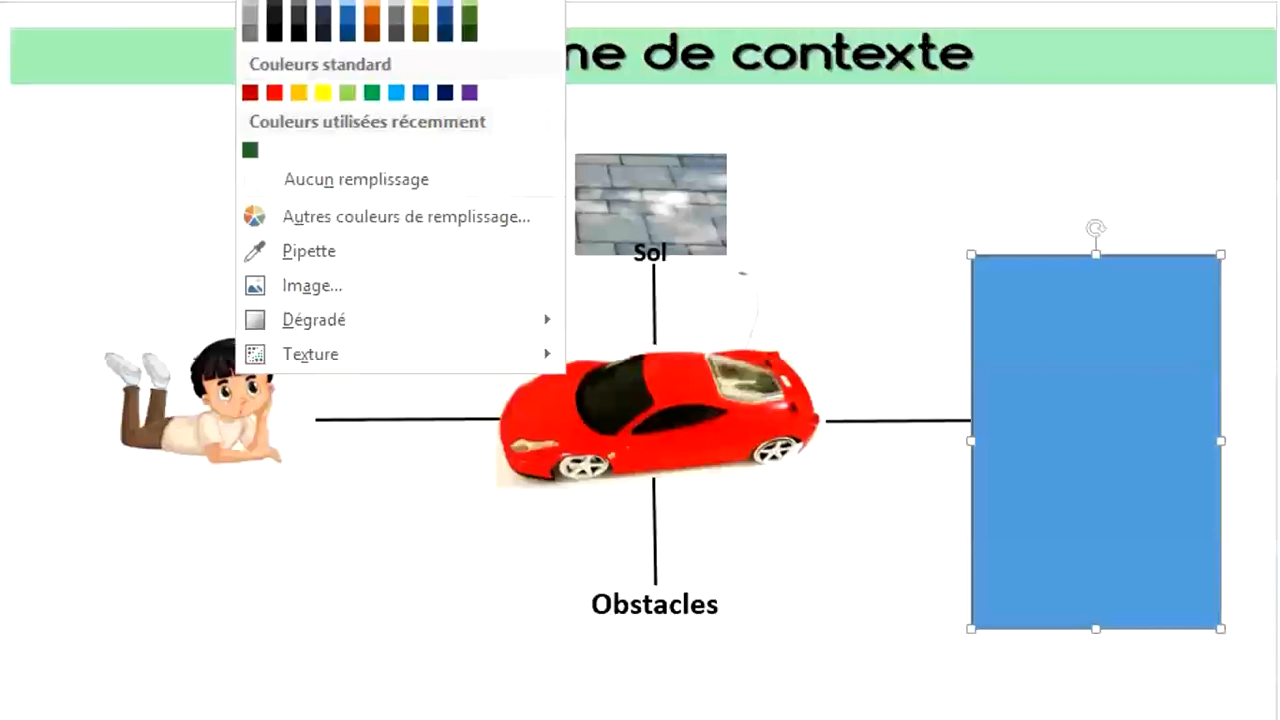 me de contexte
Couleurs standard
Couleurs utilisées récemment
Aucun remplissage
Autres couleurs de remplissage...
Pipette
Image...
Dégradé
Texture
Sol
Obstacles